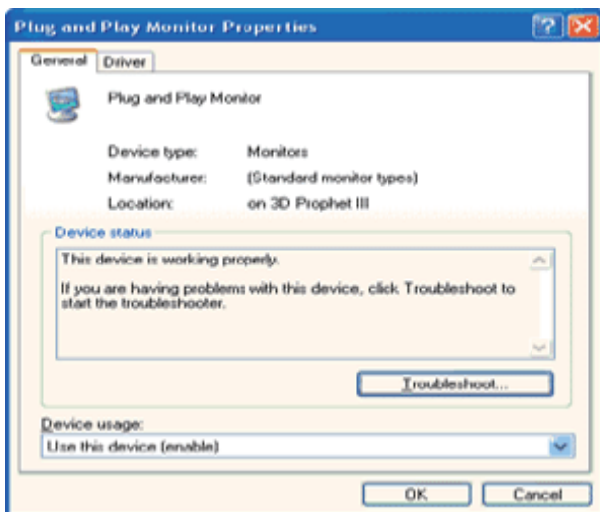 Plug and Play Monitor Properties
General Driver
Plug and Play Monitor
Device type: Monitors
Manufacturer: (Standard monitor types)
Location: on 3D Prophet III
Device status
This device is working properly.
If you are having problems with this device, click Troubleshoot to
start the troubleshooter.
Troubleshoot...
Device usage:
Use this device (enable)
OK Cancel